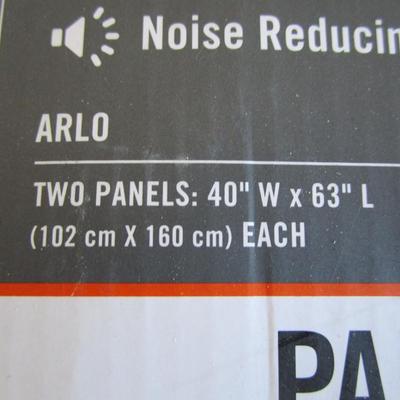 Noise Reducin
ARLO
TWO PANELS: 40" W x 63" L
(102 cm X 160 cm) EACH
PA